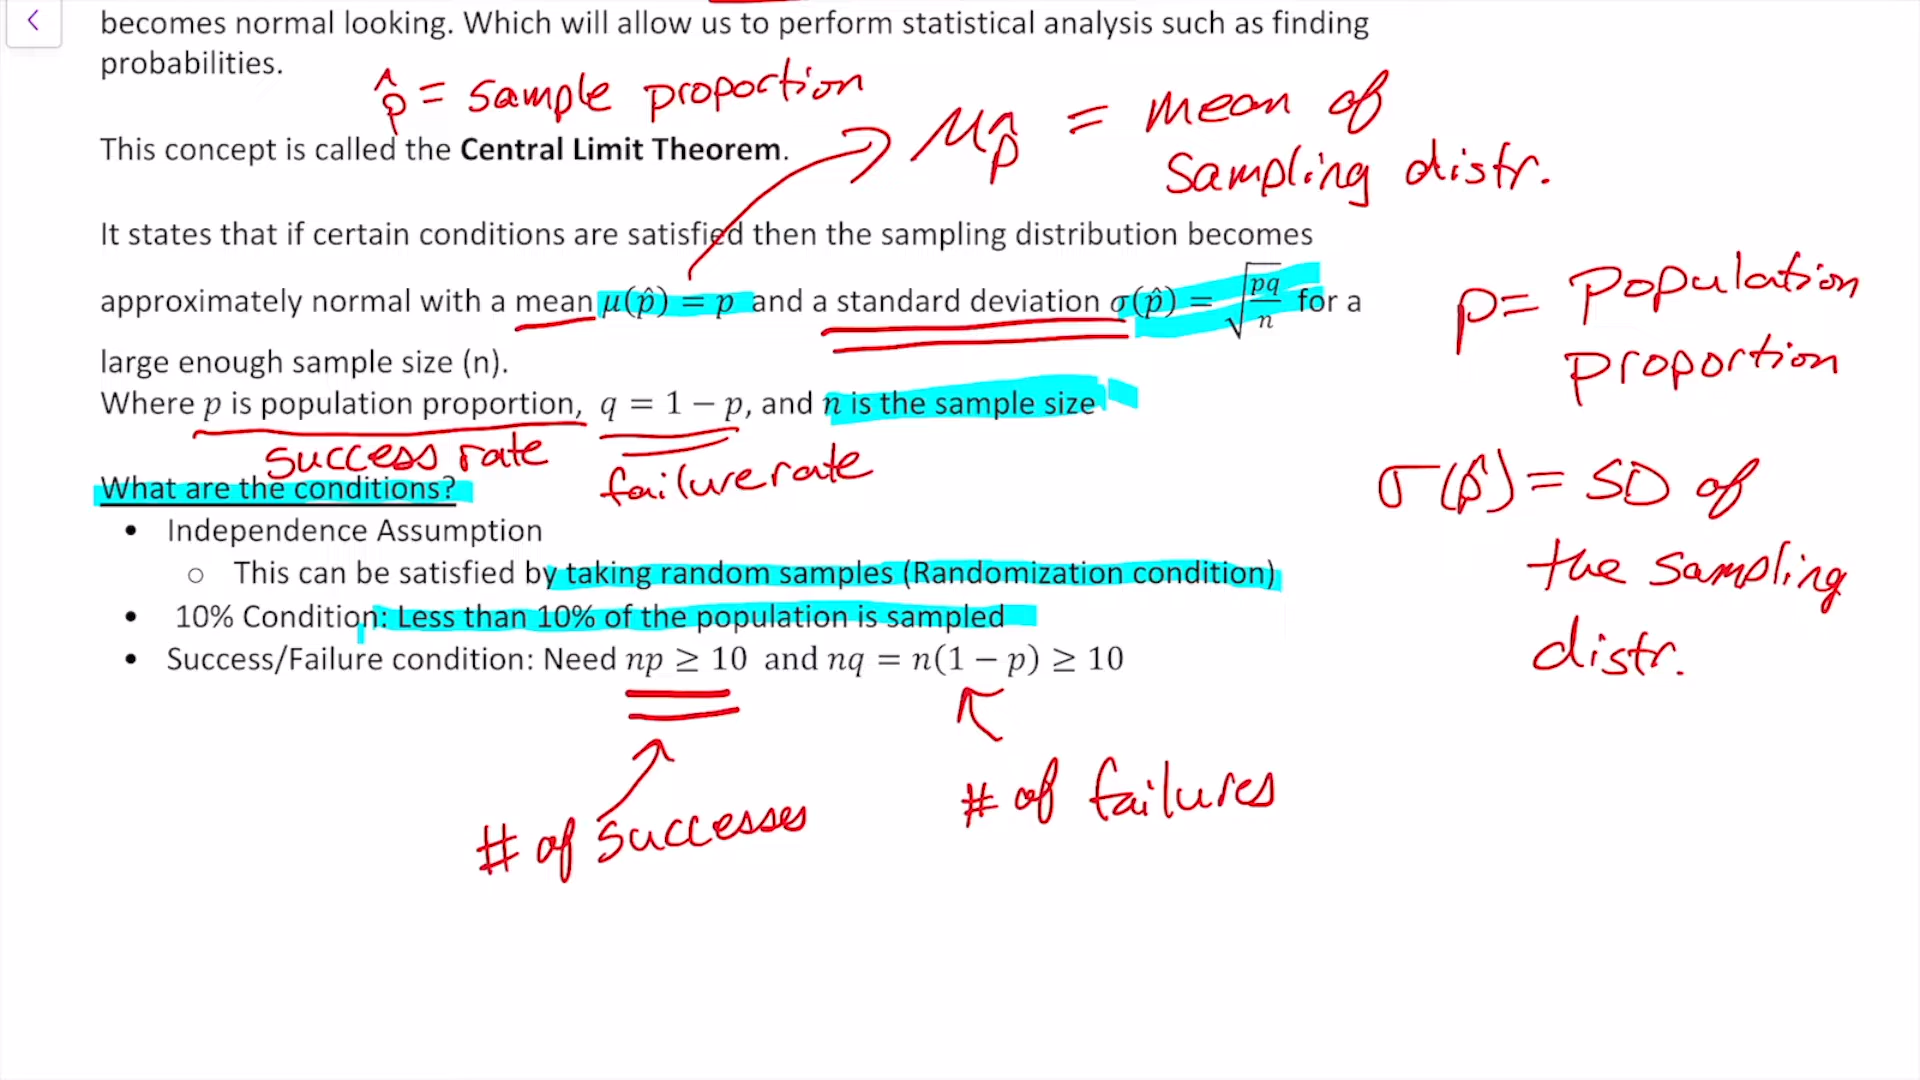 becomes normal looking. Which will allow us to perform statistical analysis such as finding
probabilities.
p̂ = sample proportion
μp̂ = mean of
sampling distr.
This concept is called the Central Limit Theorem.
It states that if certain conditions are satisfied then the sampling distribution becomes
approximately normal with a mean μ(p̂) = p and a standard deviation σ(p̂) = √(pq/n) for a
large enough sample size (n).
p = population
proportion
Where p is population proportion, q = 1 − p, and n is the sample size
success rate
failure rate
σ(p̂) = SD of
the sampling
distr.
What are the conditions?
• Independence Assumption
○ This can be satisfied by taking random samples (Randomization condition)
• 10% Condition: Less than 10% of the population is sampled
• Success/Failure condition: Need np ≥ 10 and nq = n(1 − p) ≥ 10
# of successes
# of failures